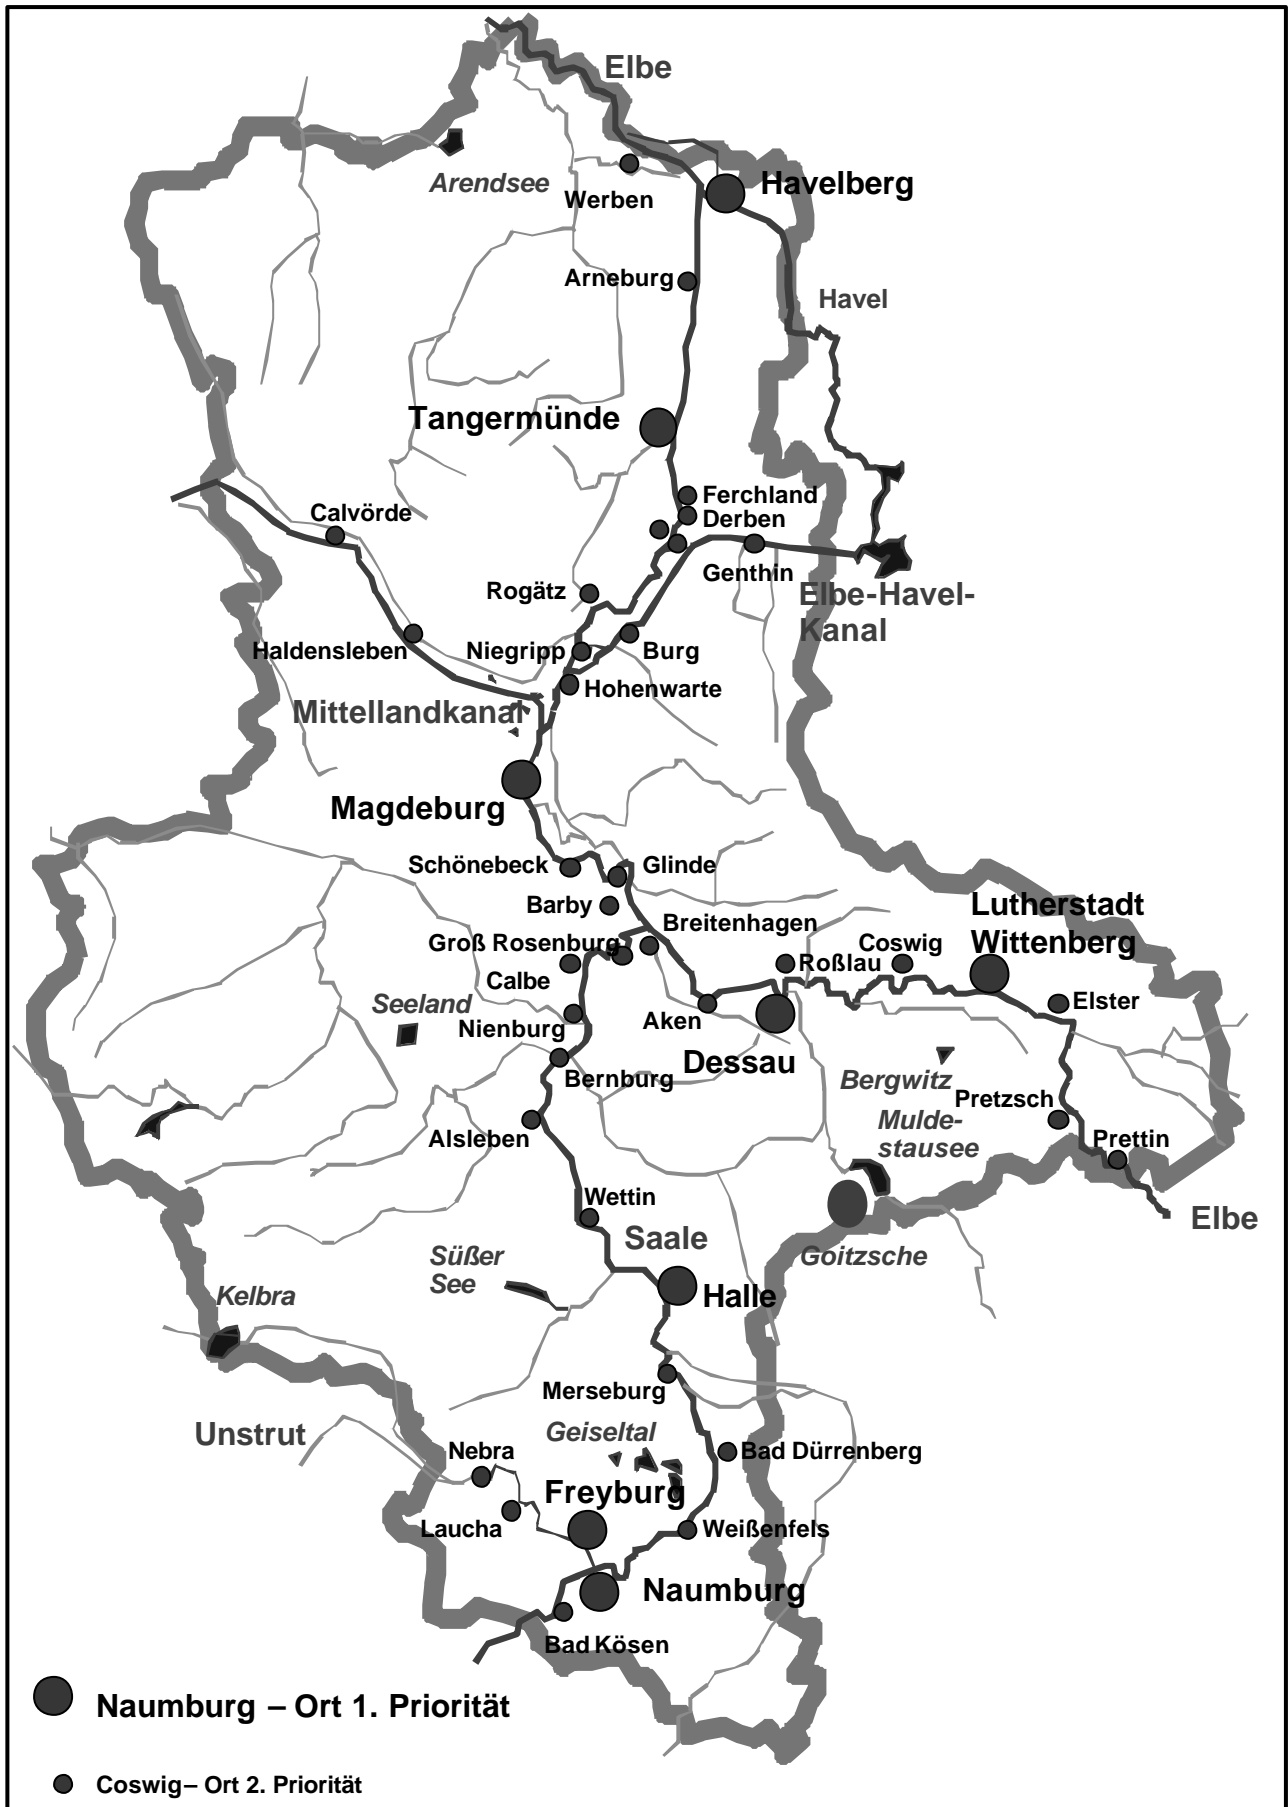 Elbe
Arendsee
Havelberg
Werben
Arneburg
Havel
Tangermünde
Ferchland
Calvörde
Derben
Genthin
Rogätz
Elbe-Havel-
Kanal
Haldensleben
Niegripp
Burg
Hohenwarte
Mittellandkanal
Magdeburg
Schönebeck
Glinde
Barby
Lutherstadt
Wittenberg
Breitenhagen
Groß Rosenburg
Coswig
Roßlau
Calbe
Seeland
Elster
Nienburg
Aken
Dessau
Bernburg
Bergwitz
Pretzsch
Alsleben
Mulde-
stausee
Prettin
Wettin
Elbe
Saale
Süßer
See
Goitzsche
Kelbra
Halle
Merseburg
Unstrut
Geiseltal
Nebra
Bad Dürrenberg
Freyburg
Laucha
Weißenfels
Naumburg
Bad Kösen
Naumburg – Ort 1. Priorität
Coswig– Ort 2. Priorität